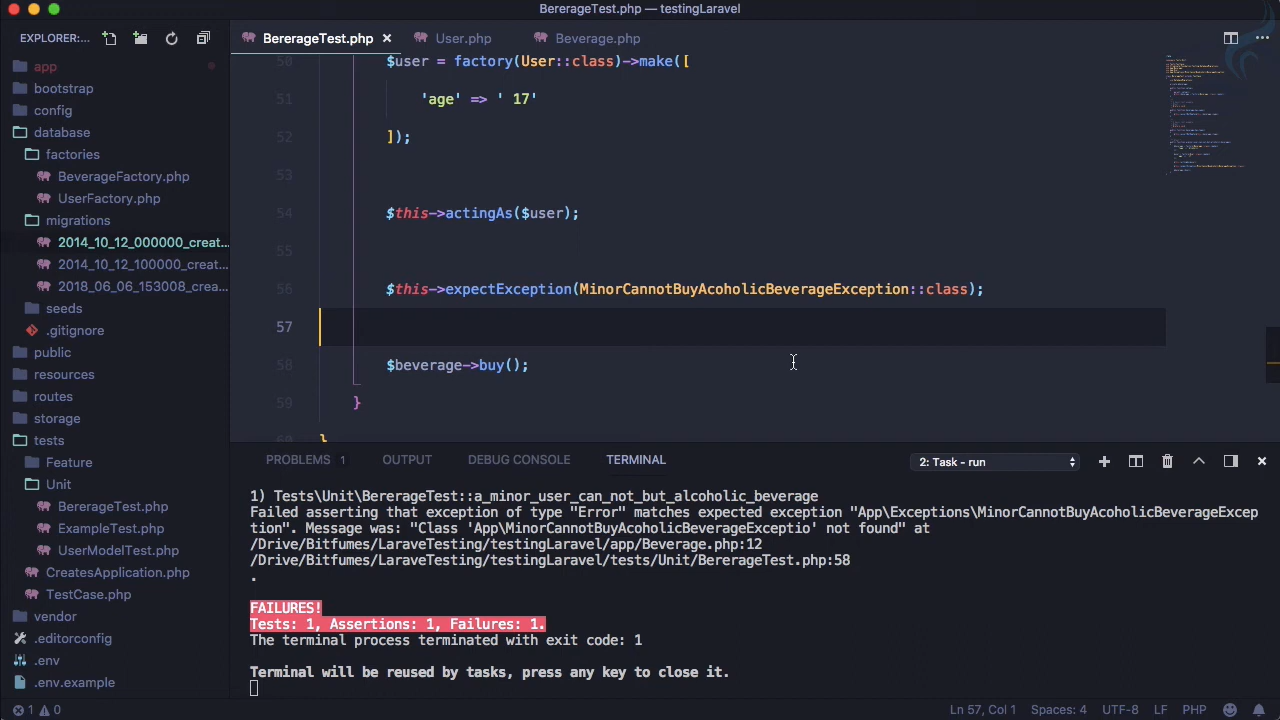 BererageTest.php — testingLaravel
EXPLORER:...
BererageTest.php ×
User.php
Beverage.php
app
bootstrap
config
database
factories
BeverageFactory.php
UserFactory.php
migrations
2014_10_12_000000_creat...
2014_10_12_100000_creat...
2018_06_06_153008_crea...
seeds
.gitignore
public
resources
routes
storage
tests
Feature
Unit
BererageTest.php
ExampleTest.php
UserModelTest.php
CreatesApplication.php
TestCase.php
vendor
.editorconfig
.env
.env.example
50 $user = factory(User::class)->make([
51 'age' => ' 17'
52 ]);
53
54 $this->actingAs($user);
55
56 $this->expectException(MinorCannotBuyAcoholicBeverageException::class);
57
58 $beverage->buy();
59 }
60 }
PROBLEMS 1 OUTPUT DEBUG CONSOLE TERMINAL 2: Task - run
1) Tests\Unit\BererageTest::a_minor_user_can_not_but_alcoholic_beverage
Failed asserting that exception of type "Error" matches expected exception "App\Exceptions\MinorCannotBuyAcoholicBeverageExcep
tion". Message was: "Class 'App\MinorCannotBuyAcoholicBeverageExceptio' not found" at
/Drive/Bitfumes/LaraveTesting/testingLaravel/app/Beverage.php:12
/Drive/Bitfumes/LaraveTesting/testingLaravel/tests/Unit/BererageTest.php:58
.
FAILURES!
Tests: 1, Assertions: 1, Failures: 1.
The terminal process terminated with exit code: 1
Terminal will be reused by tasks, press any key to close it.
1 0 Ln 57, Col 1 Spaces: 4 UTF-8 LF PHP